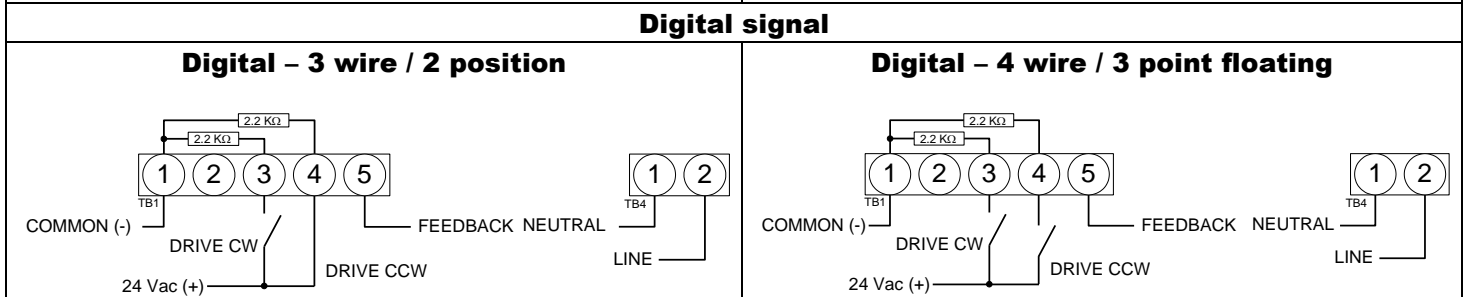 Digital signal
Digital – 3 wire / 2 position
2.2 KΩ
2.2 KΩ
1 2 3 4 5
TB1
1 2
TB4
COMMON (-)
FEEDBACK
NEUTRAL
DRIVE CW
LINE
DRIVE CCW
24 Vac (+)
Digital – 4 wire / 3 point floating
2.2 KΩ
2.2 KΩ
1 2 3 4 5
TB1
1 2
TB4
COMMON (-)
FEEDBACK
NEUTRAL
DRIVE CW
LINE
DRIVE CCW
24 Vac (+)